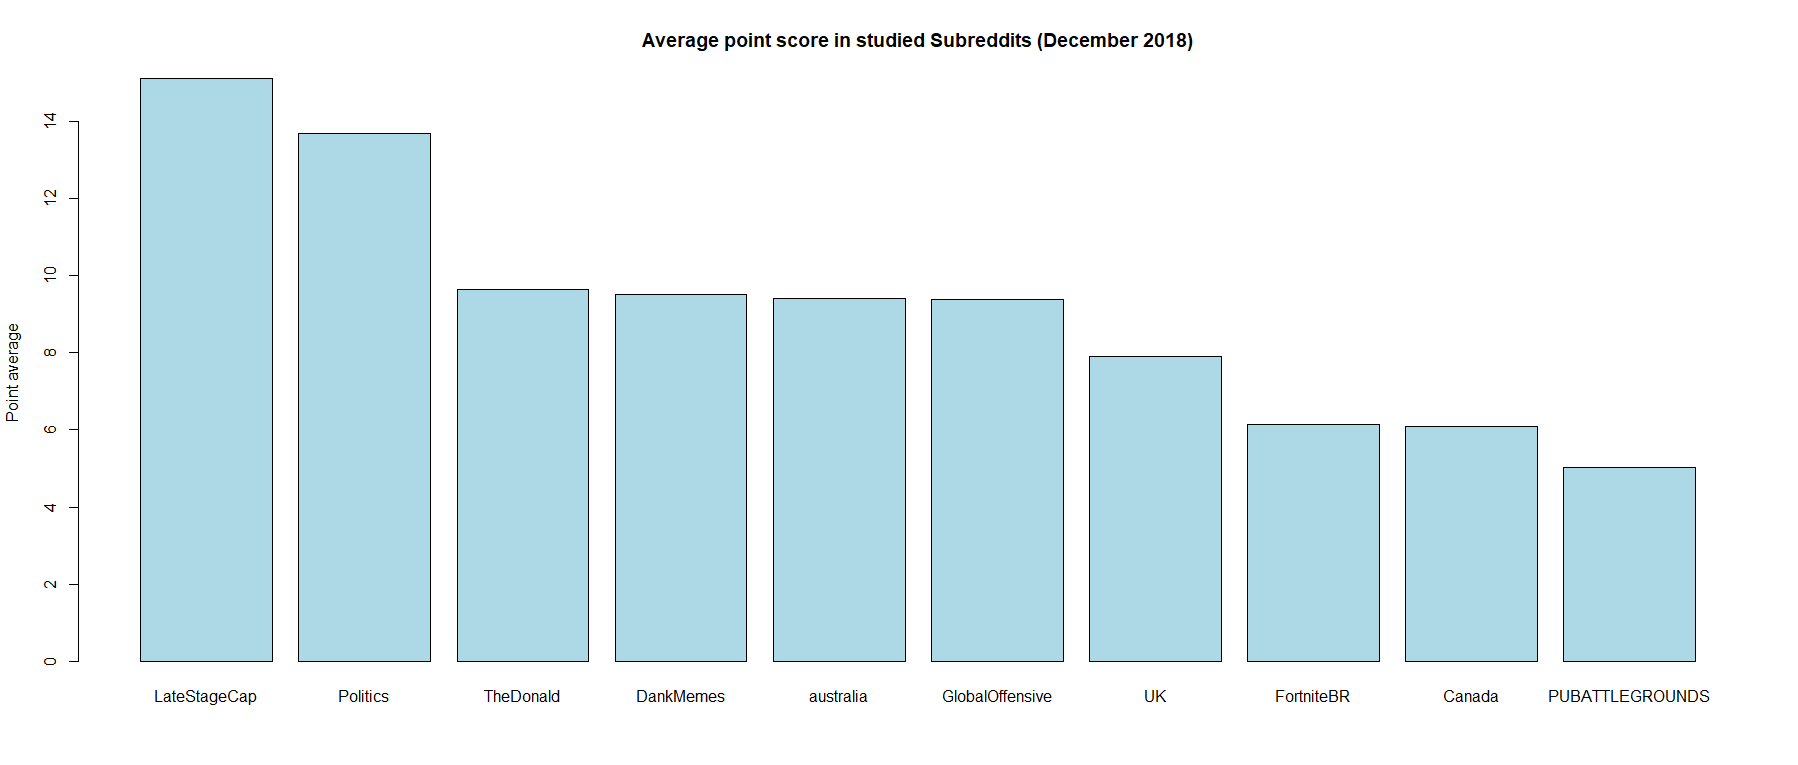 Average point score in studied Subreddits (December 2018)
Point average
14
12
10
8
6
4
2
0
LateStageCap Politics TheDonald DankMemes australia GlobalOffensive UK FortniteBR Canada PUBATTLEGROUNDS